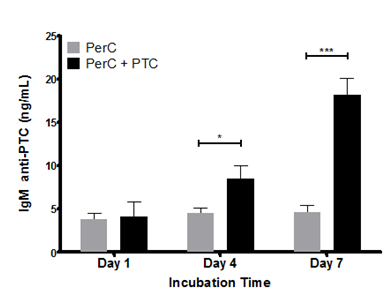 25
20
15
10
5
0
IgM anti-PTC (ng/mL)
PerC
PerC + PTC
*
***
Day 1 Day 4 Day 7
Incubation Time